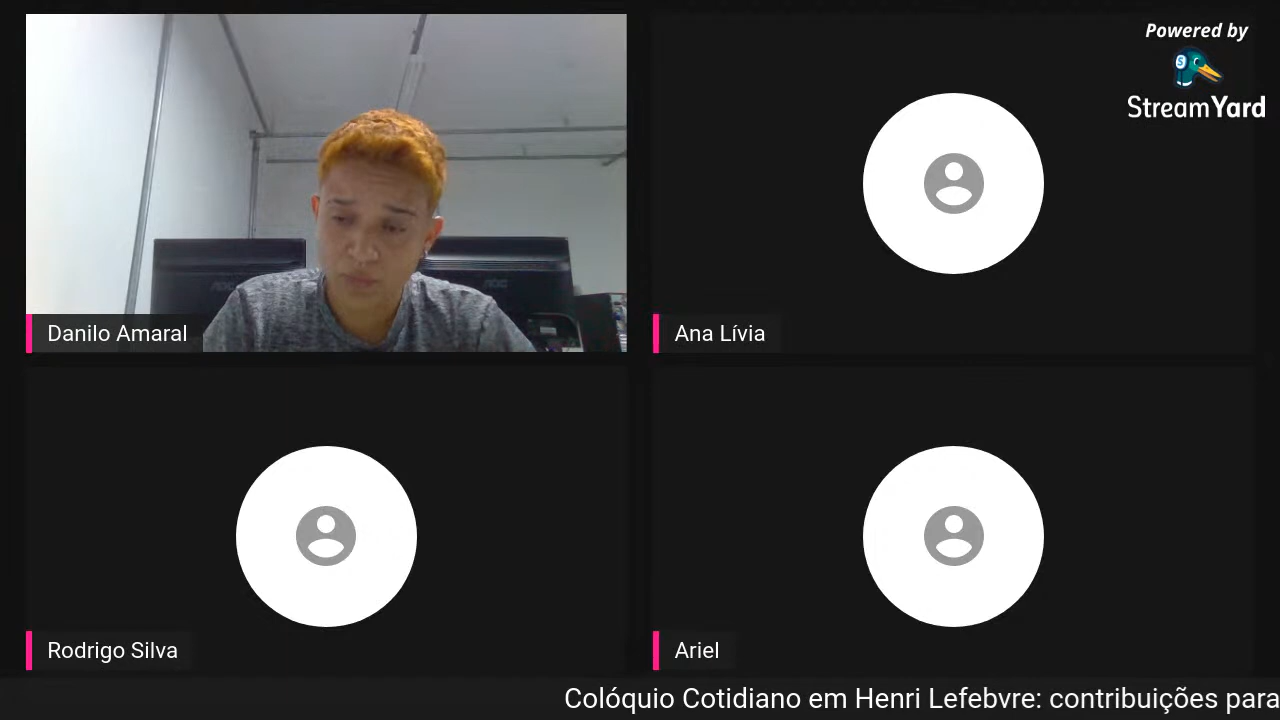 Powered by
StreamYard
Danilo Amaral
Ana Lívia
Rodrigo Silva
Ariel
Colóquio Cotidiano em Henri Lefebvre: contribuições para